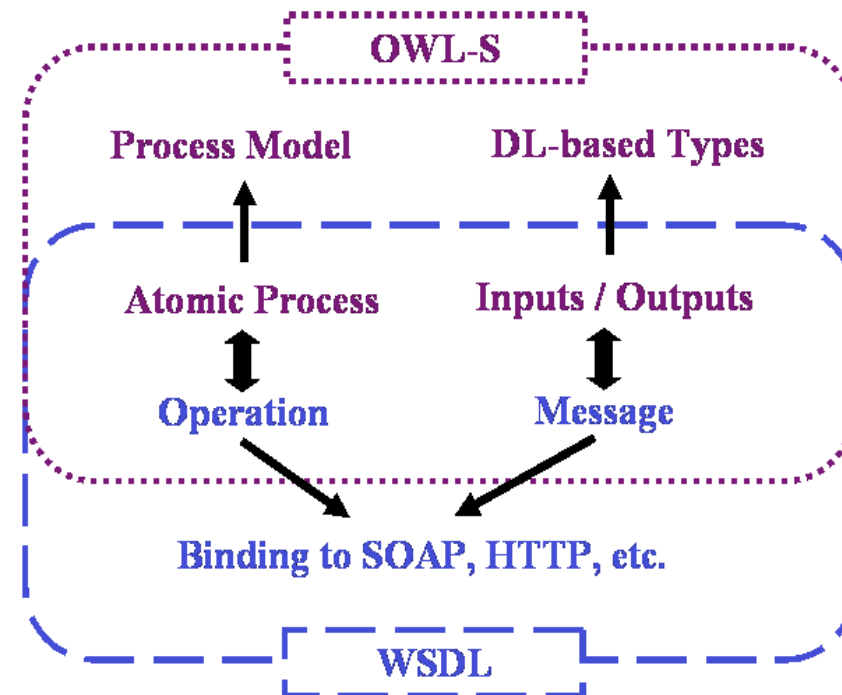 OWL-S
Process Model
DL-based Types
Atomic Process
Inputs / Outputs
Operation
Message
Binding to SOAP, HTTP, etc.
WSDL